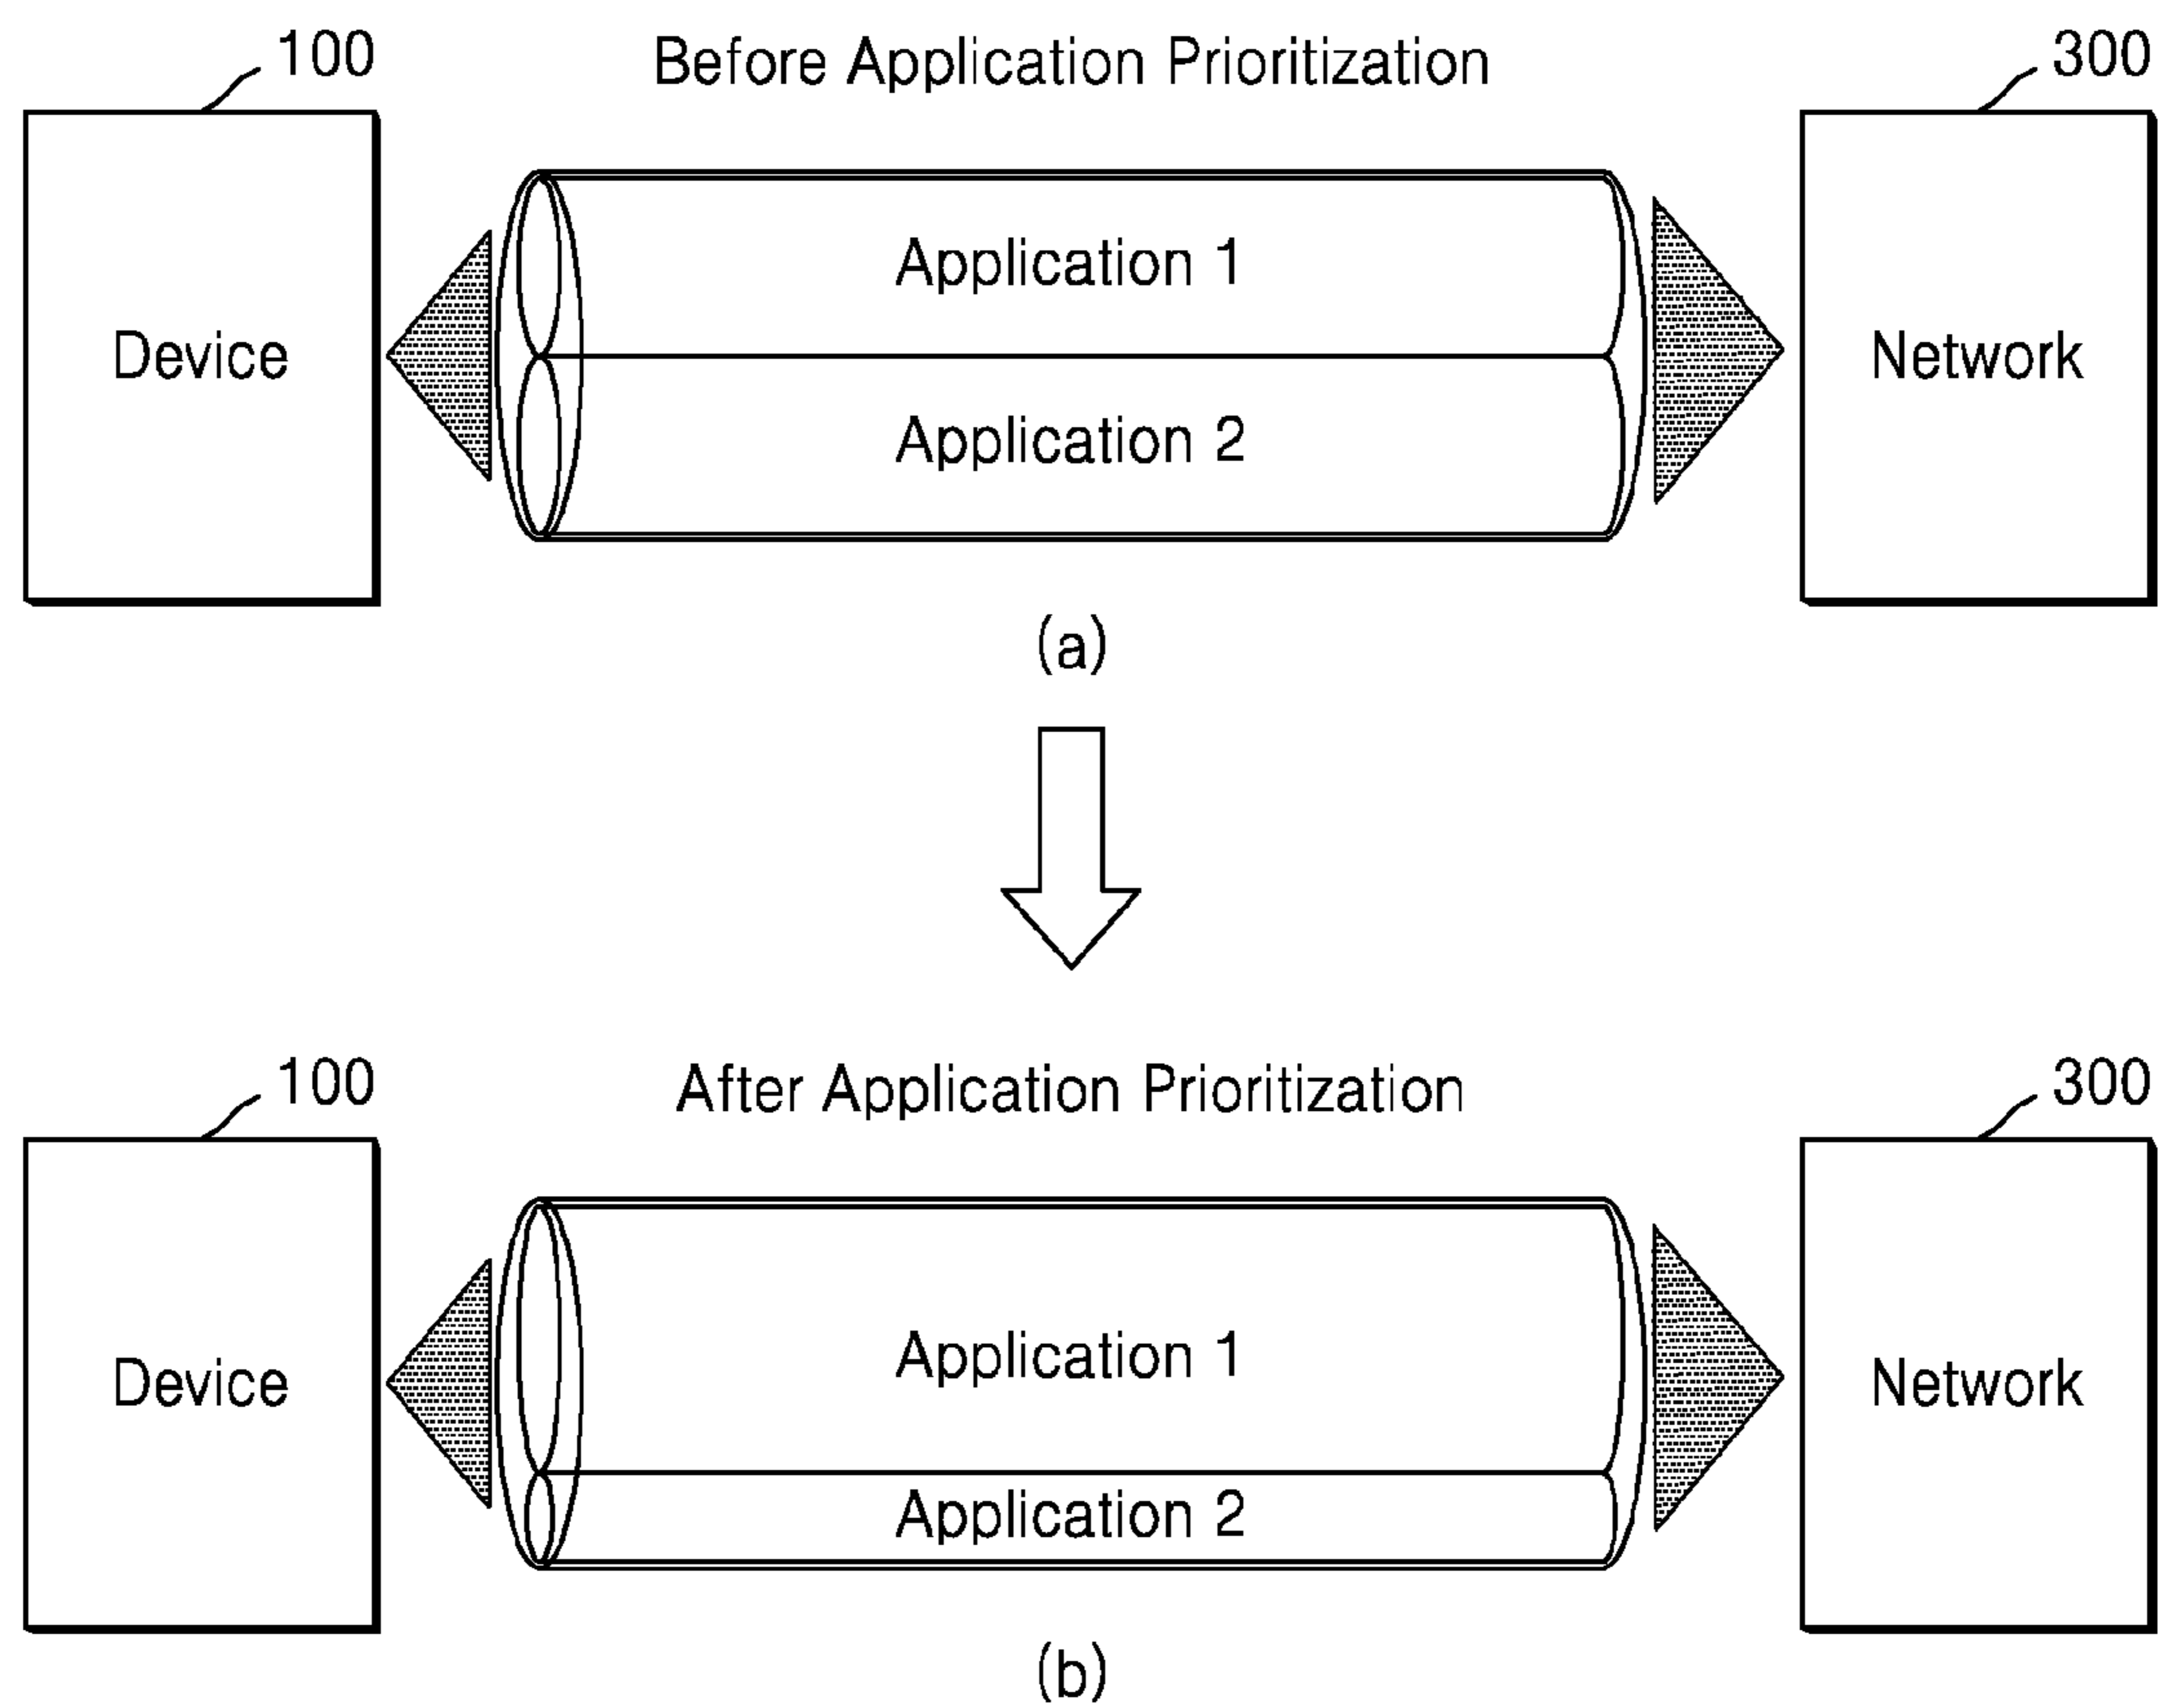 100
Before Application Prioritization
300
Device
Application 1
Application 2
Network
(a)
100
After Application Prioritization
300
Device
Application 1
Application 2
Network
(b)